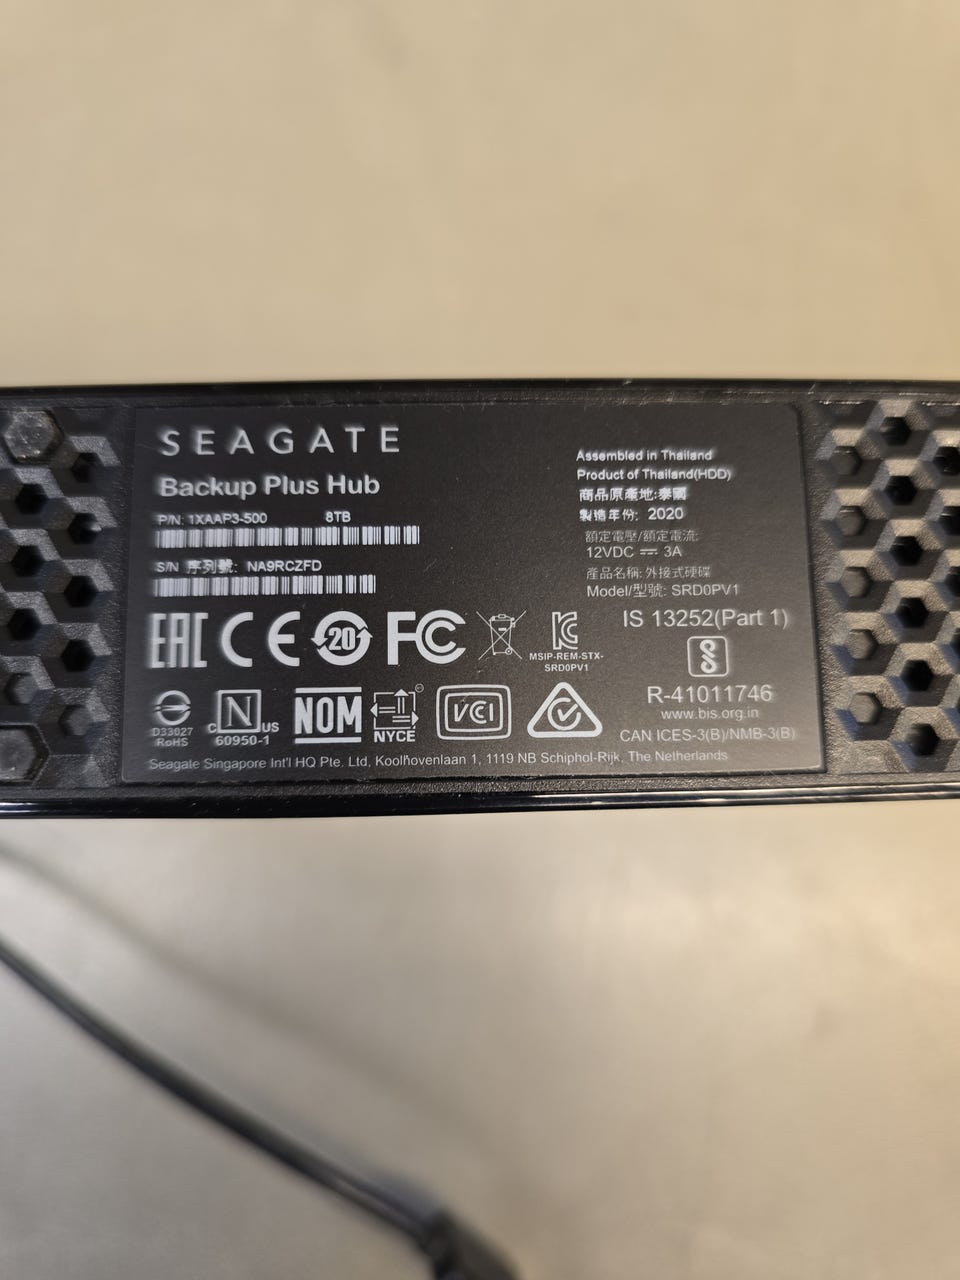 SEAGATE
Backup Plus Hub
P/N: 1XAAP3-500 8TB
S/N 序列號: NA9RCZFD
Assembled in Thailand
Product of Thailand(HDD)
商品原產地:泰國
製造年份: 2020
額定電壓/額定電流:
12VDC ⎓ 3A
產品名稱: 外接式硬碟
Model/型號: SRD0PV1
EAC CE 20 FC
MSIP-REM-STX-
SRD0PV1
IS 13252(Part 1)
R-41011746
www.bis.org.in
CAN ICES-3(B)/NMB-3(B)
D33027
RoHS
c N US
60950-1
NOM
NYCE
VCI
Seagate Singapore Int'l HQ Pte. Ltd. Koolhovenlaan 1, 1119 NB Schiphol-Rijk, The Netherlands